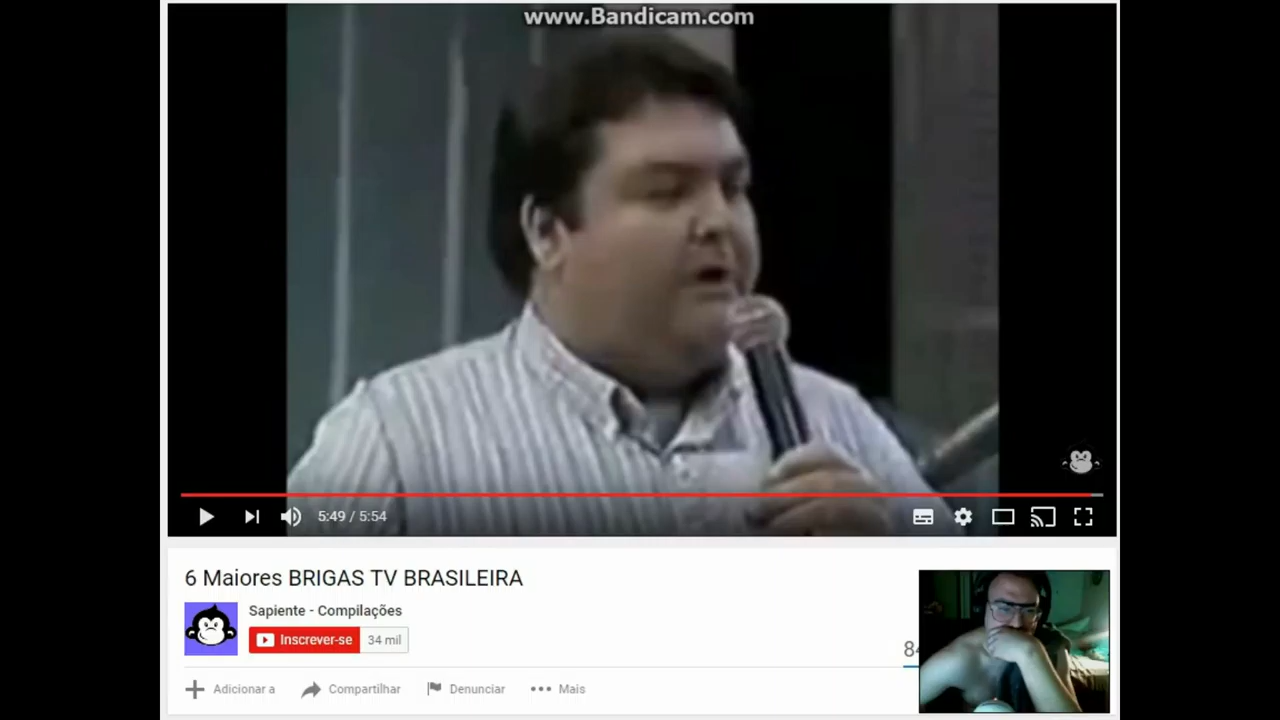 www.Bandicam.com
5:49 / 5:54
6 Maiores BRIGAS TV BRASILEIRA
Sapiente - Compilações
Inscrever-se 34 mil
Adicionar a Compartilhar Denunciar Mais